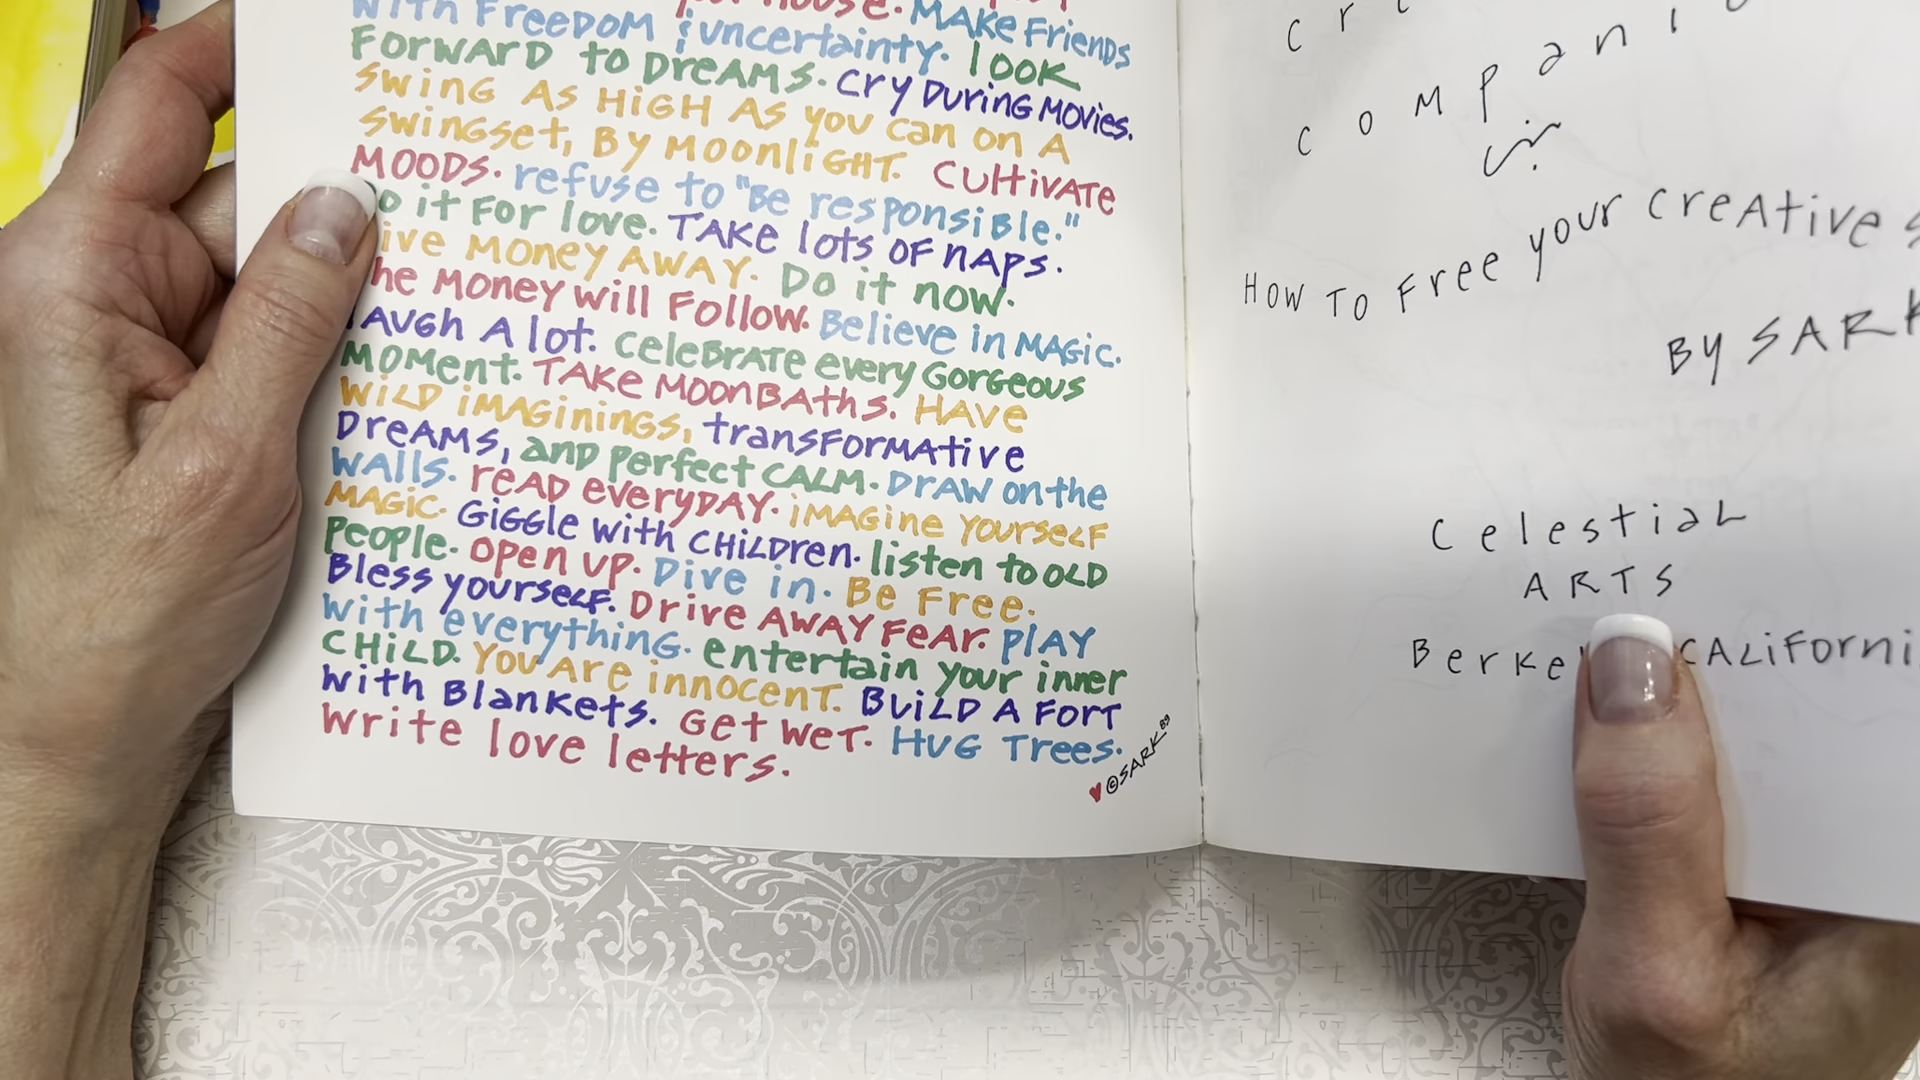 house. MAKE Friends
with Freedom & uncertainty. look
Forward to Dreams. Cry During Movies.
Swing As High As you can on A
Swingset, By Moonlight. Cultivate
Moods. refuse to "Be responsible."
o it For love. Take lots of naps.
ive Money Away. Do it now.
he Money will Follow. Believe in Magic.
laugh A lot. Celebrate every Gorgeous
Moment. Take Moonbaths. Have
wild imaginings, transformative
Dreams, and perfect calm. Draw on the
walls. read everyday. imagine yourself
Magic. Giggle with Children. listen to old
people. Open up. Dive in. Be Free.
Bless yourself. Drive away Fear. Play
with everything. entertain your inner
Child. You are innocent. Build a Fort
with Blankets. Get Wet. Hug Trees.
Write love letters.
©SARK.89
Cr
Compani
How To Free your Creative S
By SARK
Celestial
ARTS
Berke CALiForni